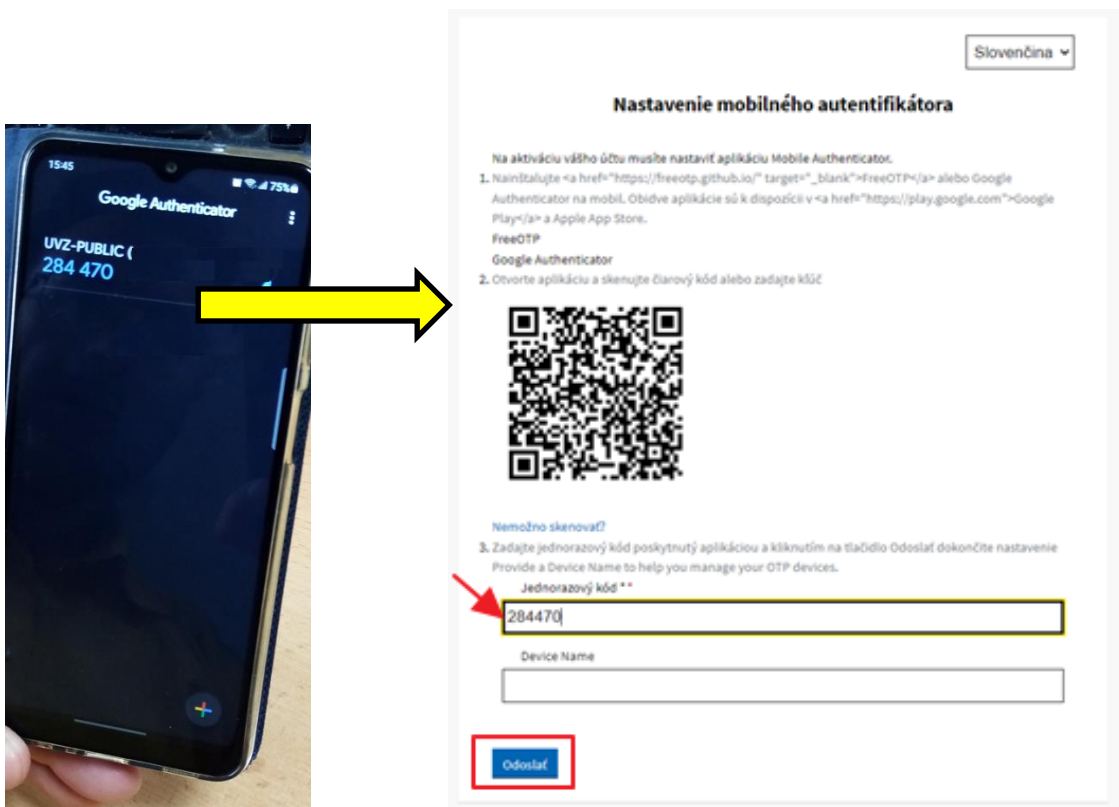 15:45
75%
Google Authenticator
UVZ-PUBLIC (
284 470
Slovenčina
Nastavenie mobilného autentifikátora
Na aktiváciu vášho účtu musíte nastaviť aplikáciu Mobile Authenticator.
1. Nainštalujte <a href="https://freeotp.github.io/" target="_blank">FreeOTP</a> alebo Google
Authenticator na mobil. Obidve aplikácie sú k dispozícii v <a href="https://play.google.com">Google
Play</a> a Apple App Store.
FreeOTP
Google Authenticator
2. Otvorte aplikáciu a skenujte čiarový kód alebo zadajte kľúč
Nemožno skenovať?
3. Zadajte jednorazový kód poskytnutý aplikáciou a kliknutím na tlačidlo Odoslať dokončite nastavenie
Provide a Device Name to help you manage your OTP devices.
Jednorazový kód * *
284470
Device Name
Odoslať